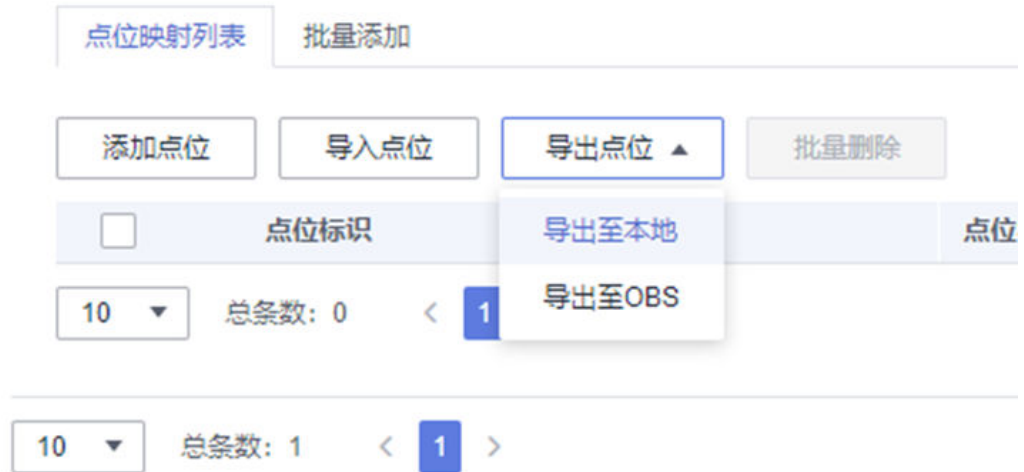 点位映射列表 批量添加
添加点位 导入点位 导出点位 批量删除
点位标识 导出至本地 点位
导出至OBS
10 总条数: 0 < 1
10 总条数: 1 < 1 >